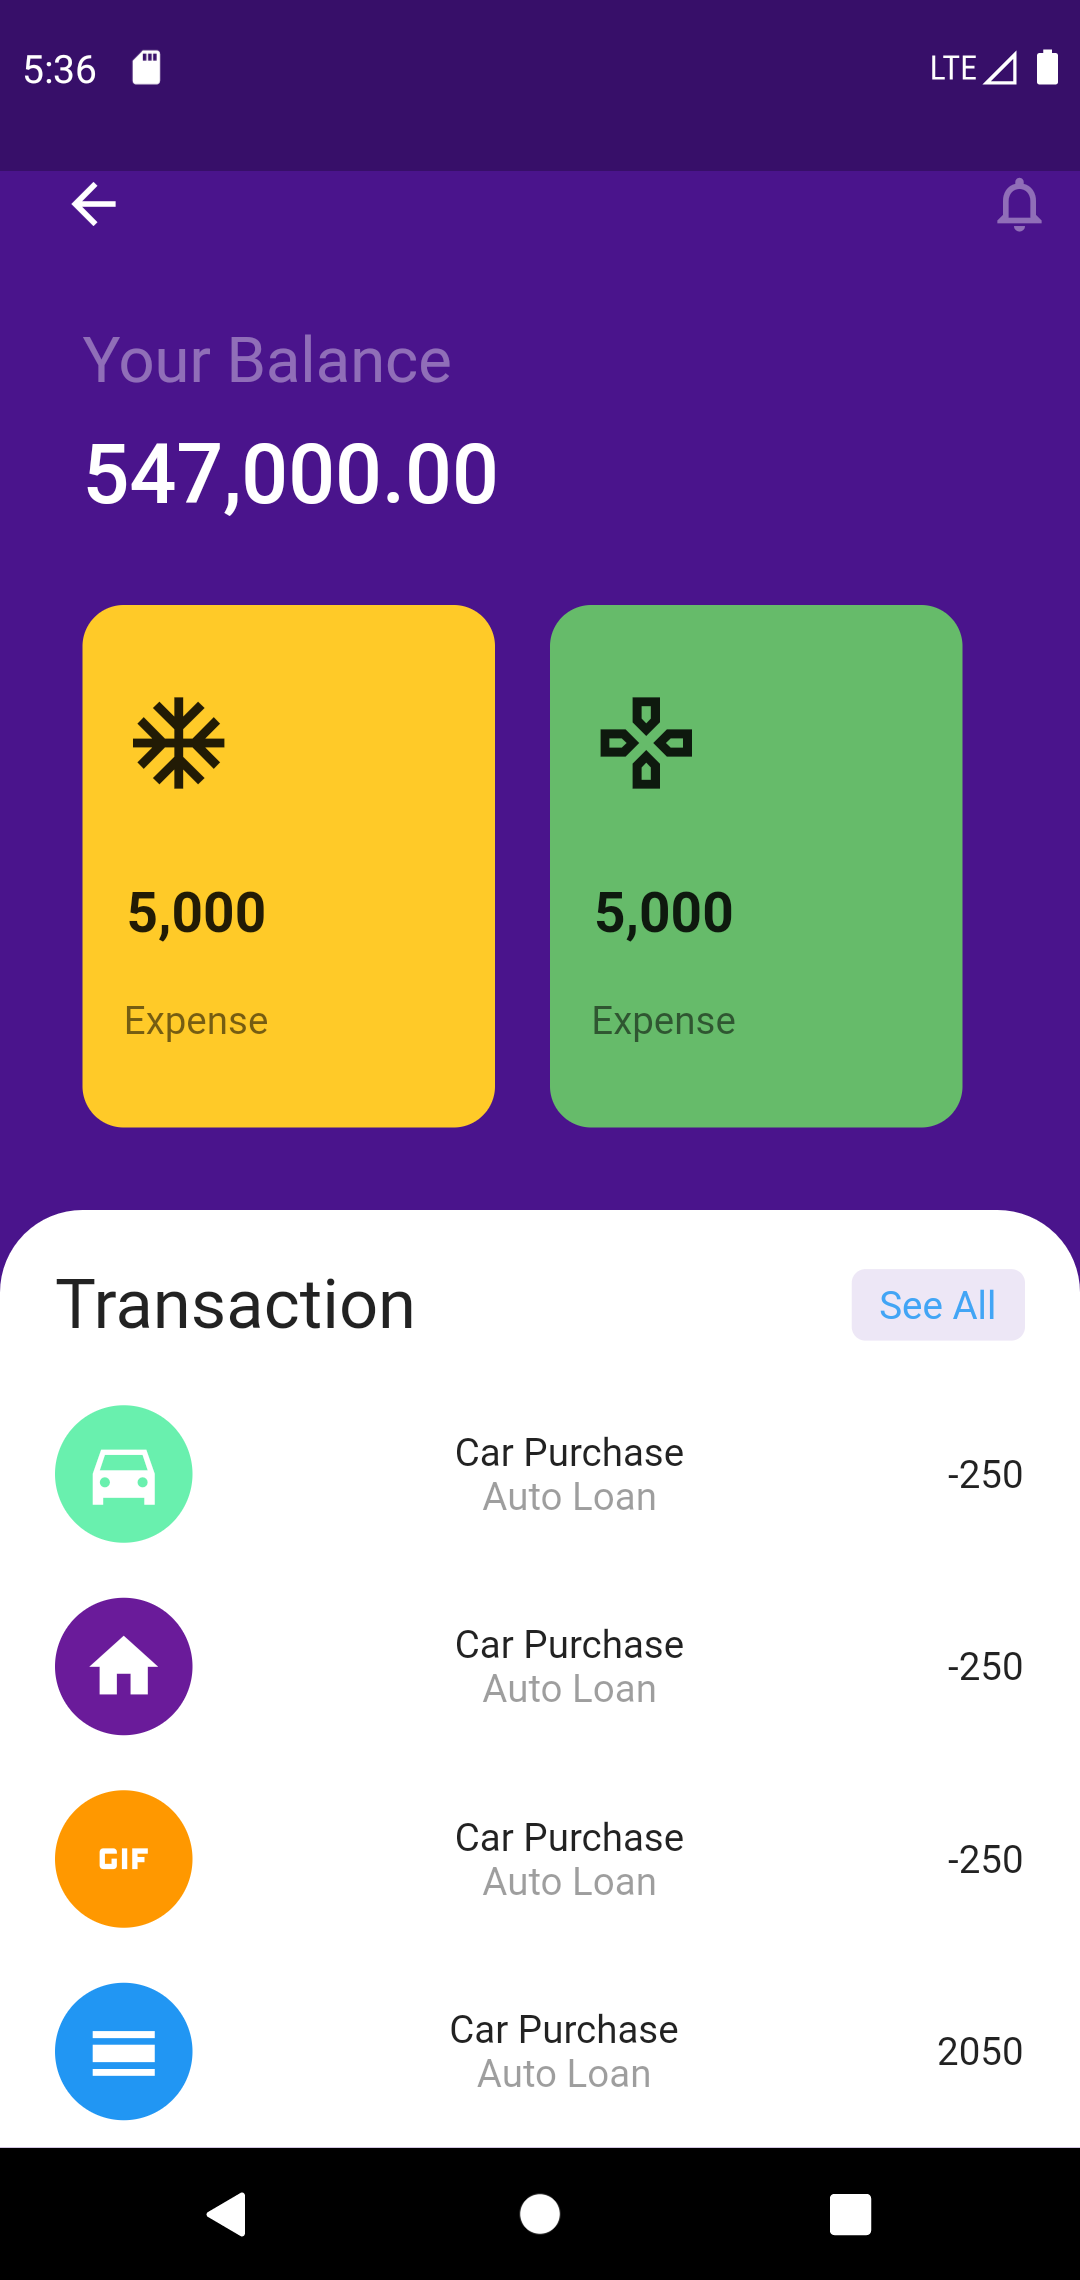 5:36
LTE
Your Balance
547,000.00
5,000
5,000
Expense
Expense
Transaction
See All
Car Purchase
Auto Loan
-250
Car Purchase
Auto Loan
-250
GIF
Car Purchase
Auto Loan
-250
Car Purchase
Auto Loan
2050